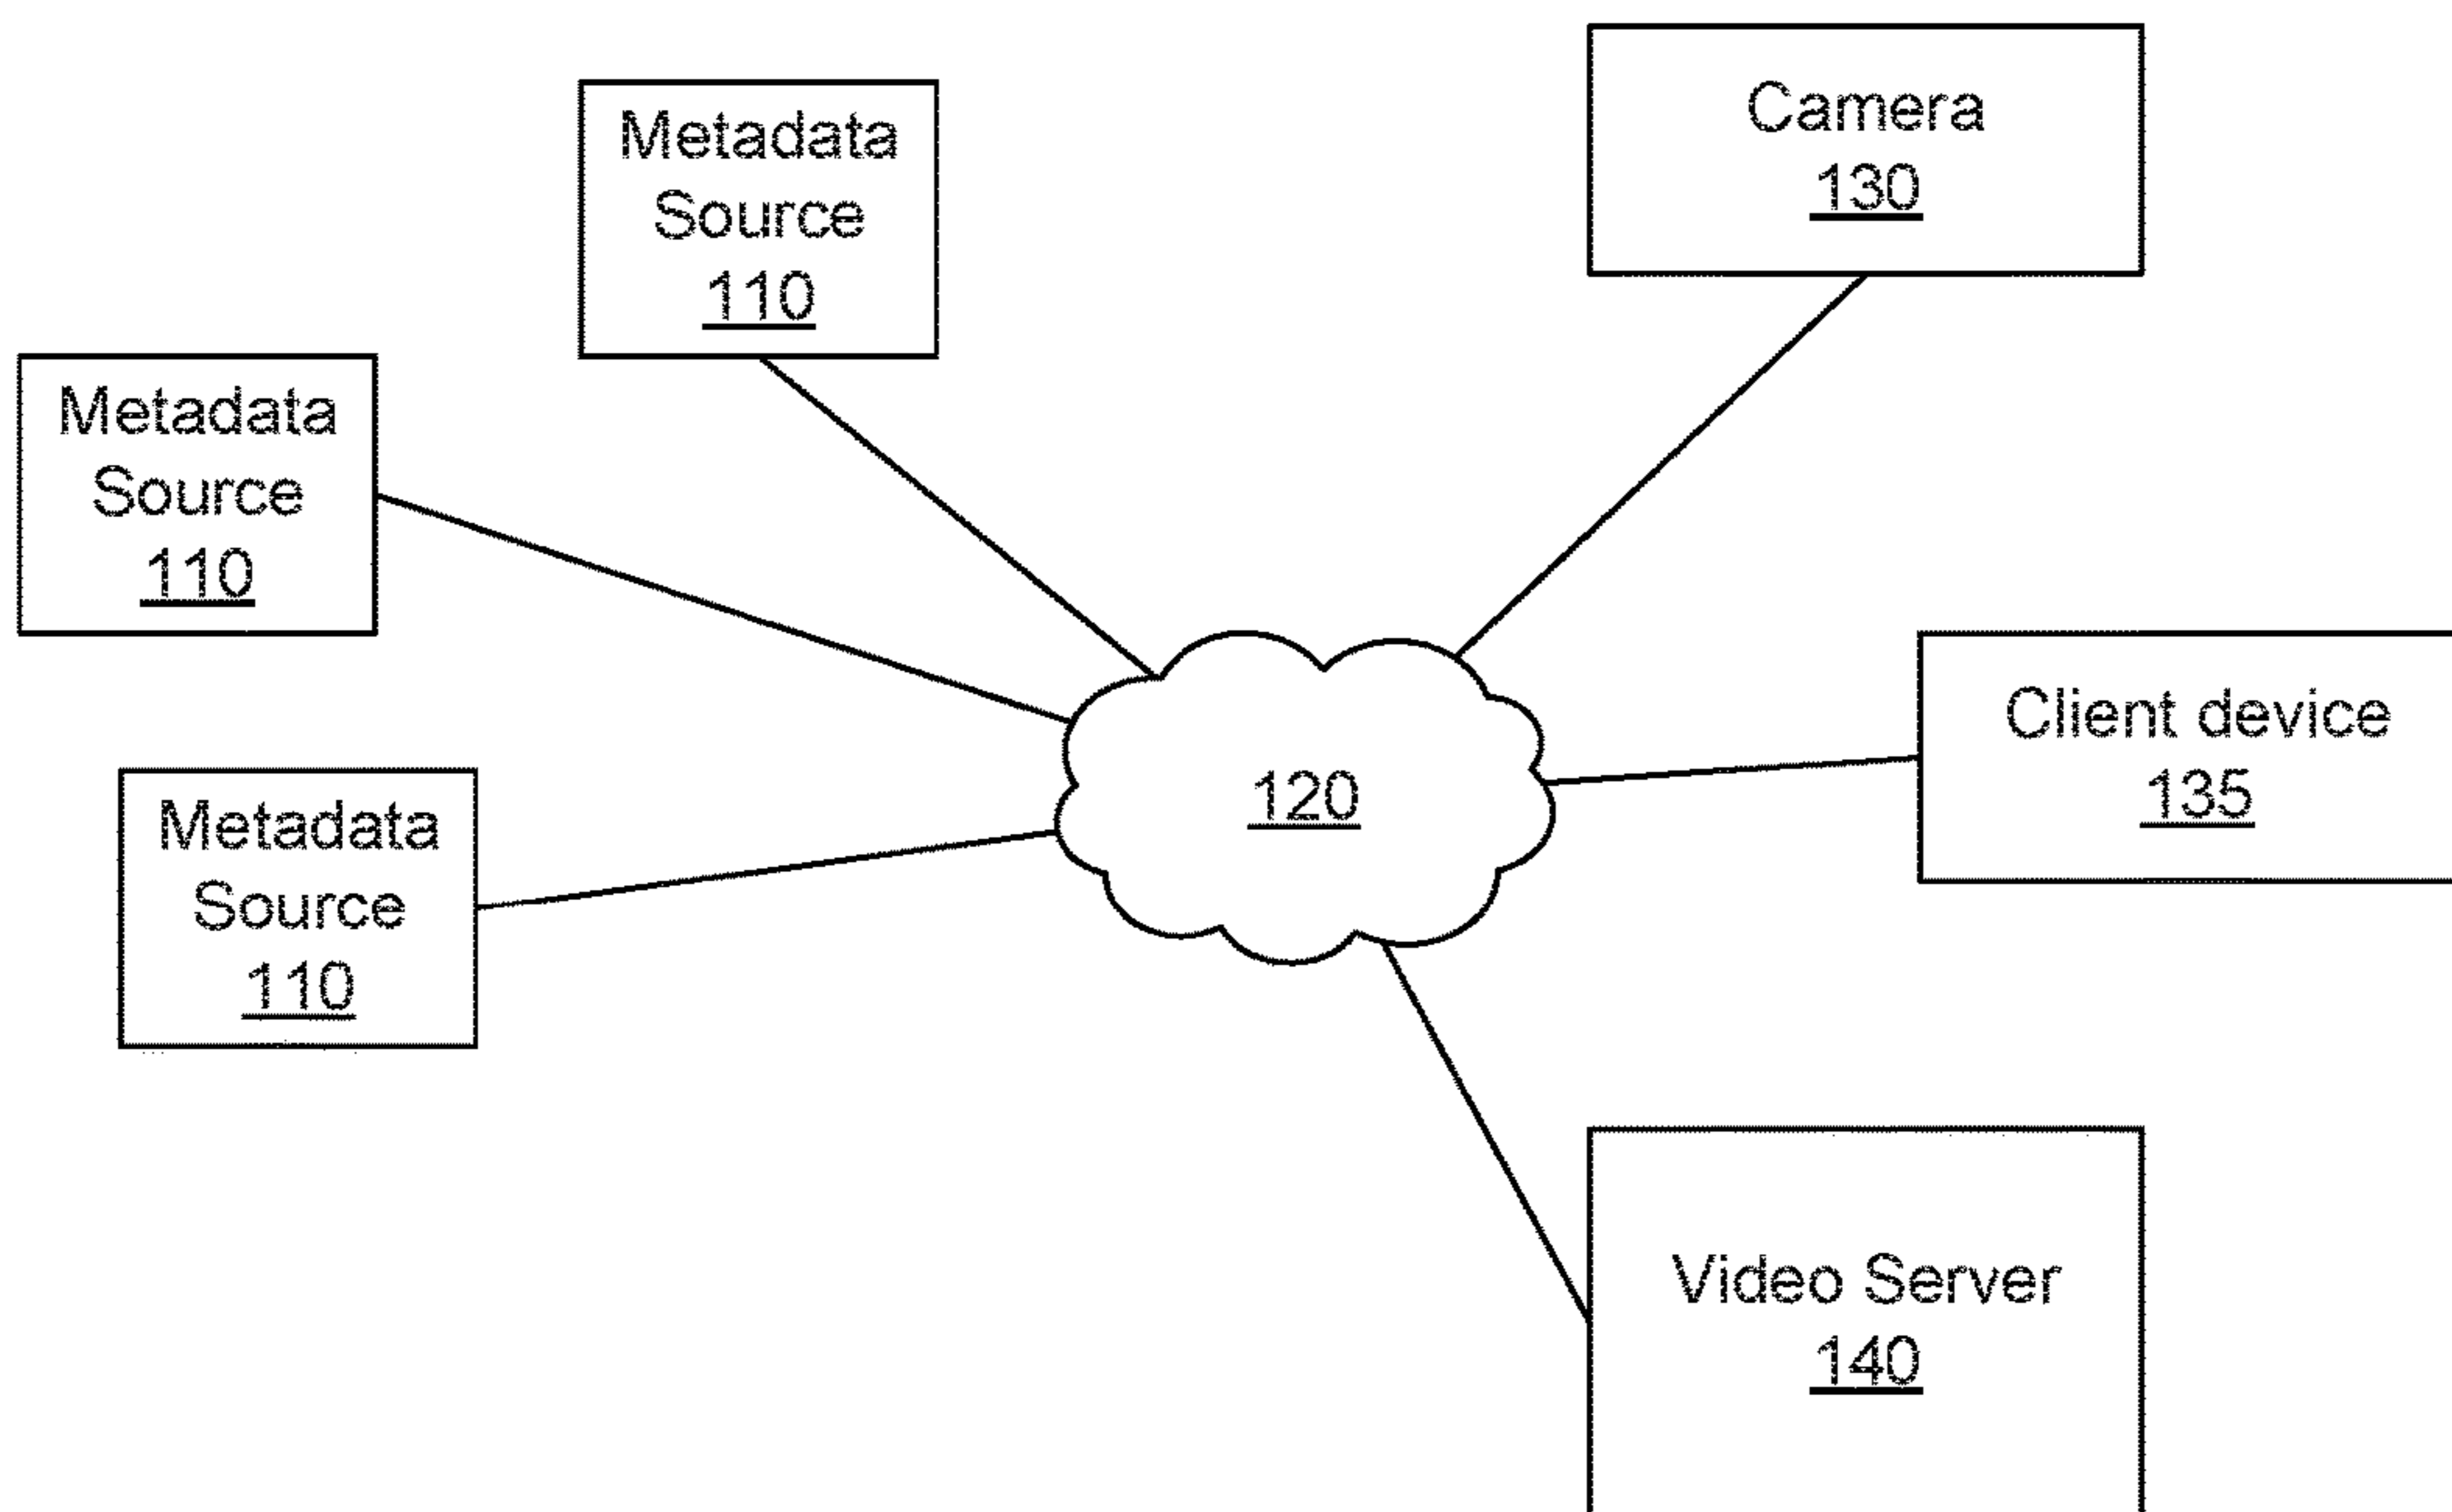 Camera
130
Metadata
Source
110
Metadata
Source
110
Client device
135
Metadata
Source
110
120
Video Server
140